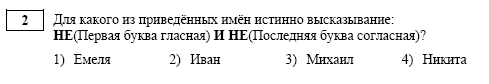 2 Для какого из приведённых имён истинно высказывание:
НЕ(Первая буква гласная) И НЕ(Последняя буква согласная)?
1) Емеля 2) Иван 3) Михаил 4) Никита